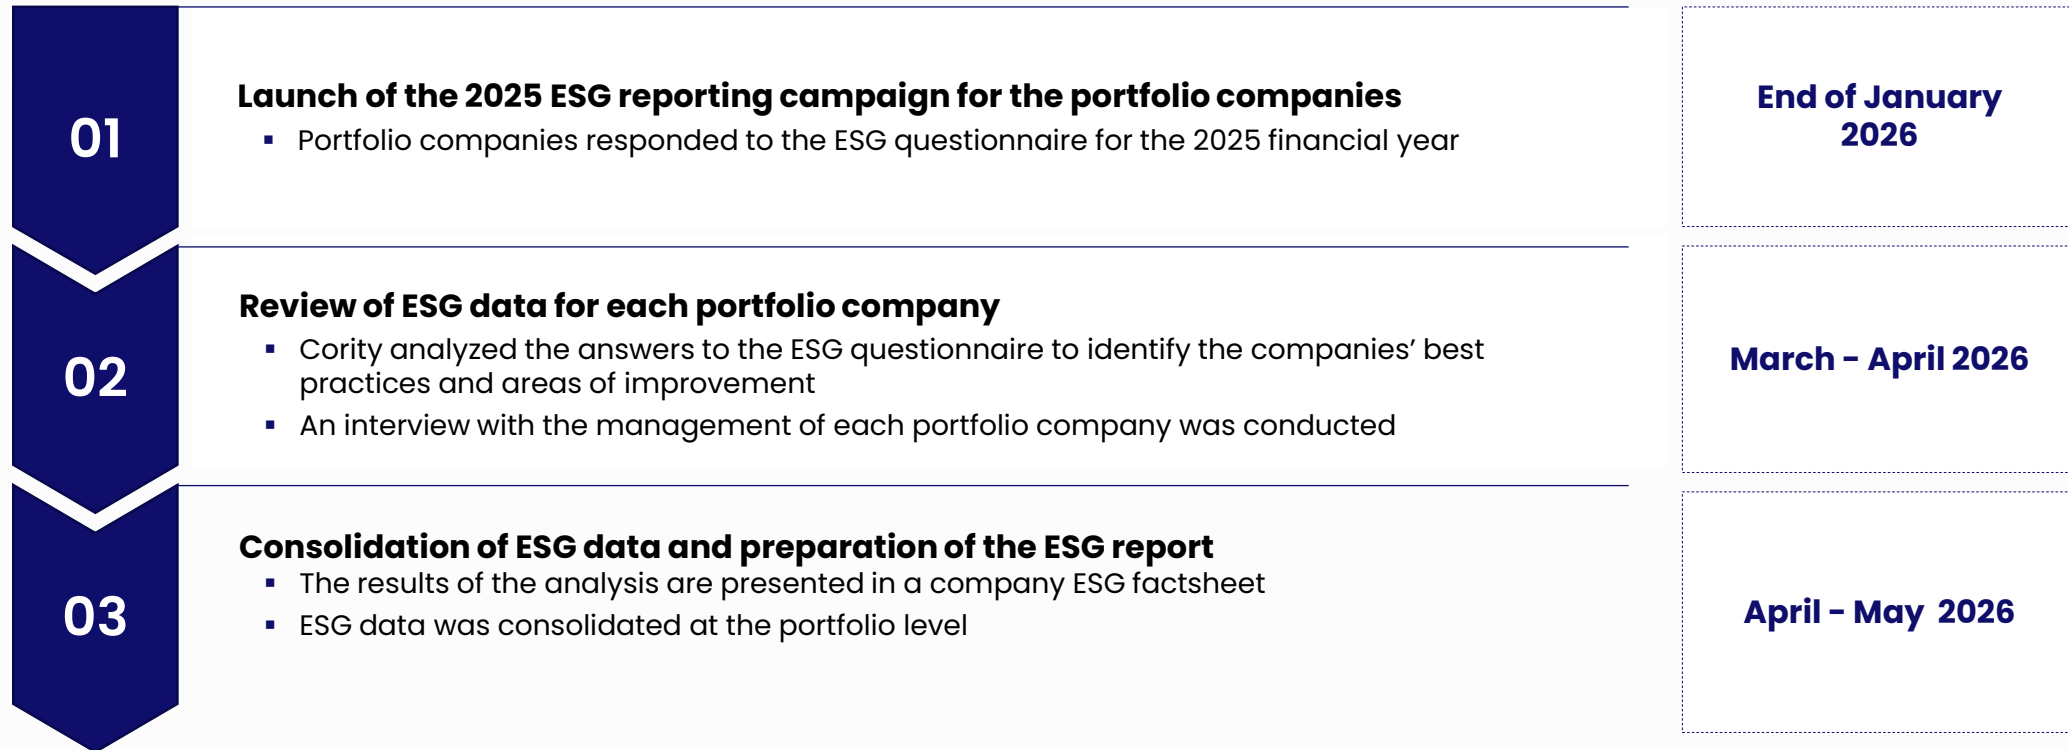 01
Launch of the 2025 ESG reporting campaign for the portfolio companies
▪ Portfolio companies responded to the ESG questionnaire for the 2025 financial year
End of January
2026
02
Review of ESG data for each portfolio company
▪ Cority analyzed the answers to the ESG questionnaire to identify the companies’ best
practices and areas of improvement
▪ An interview with the management of each portfolio company was conducted
March – April 2026
03
Consolidation of ESG data and preparation of the ESG report
▪ The results of the analysis are presented in a company ESG factsheet
▪ ESG data was consolidated at the portfolio level
April – May 2026